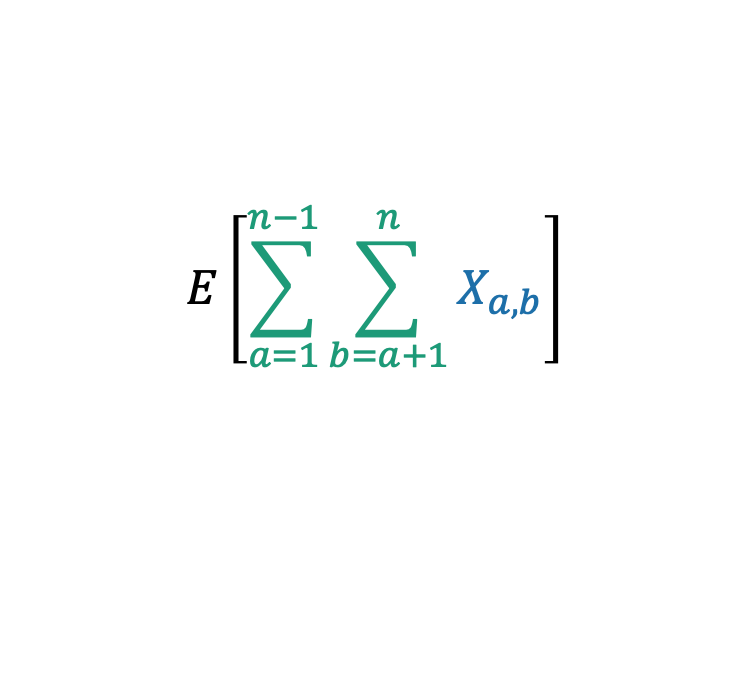 E [ ∑_{a=1}^{n−1} ∑_{b=a+1}^{n} X_{a,b} ]